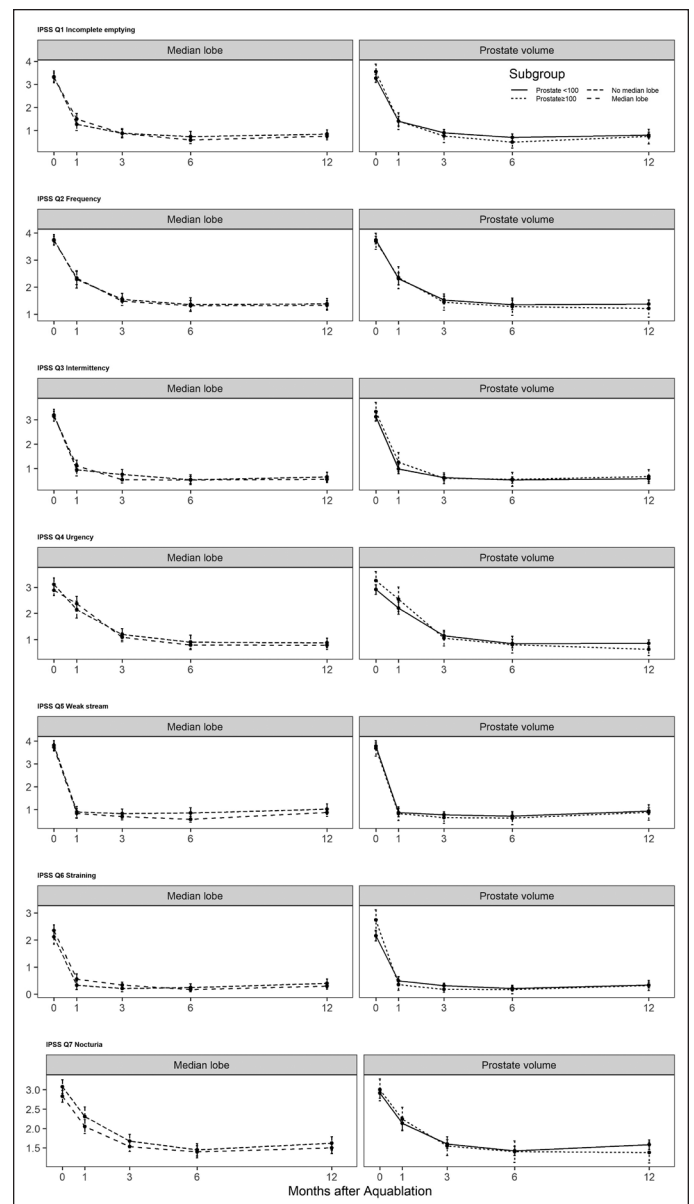 IPSS Q1 Incomplete emptying
Median lobe Prostate volume
4
3
2
1
Subgroup
Prostate <100 No median lobe
Prostate≥100 Median lobe
0 1 3 6 12 0 1 3 6 12
IPSS Q2 Frequency
Median lobe Prostate volume
4
3
2
1
0 1 3 6 12 0 1 3 6 12
IPSS Q3 Intermittency
Median lobe Prostate volume
3
2
1
0 1 3 6 12 0 1 3 6 12
IPSS Q4 Urgency
Median lobe Prostate volume
3
2
1
0 1 3 6 12 0 1 3 6 12
IPSS Q5 Weak stream
Median lobe Prostate volume
4
3
2
1
0 1 3 6 12 0 1 3 6 12
IPSS Q6 Straining
Median lobe Prostate volume
3
2
1
0
0 1 3 6 12 0 1 3 6 12
IPSS Q7 Nocturia
Median lobe Prostate volume
3.0
2.5
2.0
1.5
0 1 3 6 12 0 1 3 6 12
Months after Aquablation